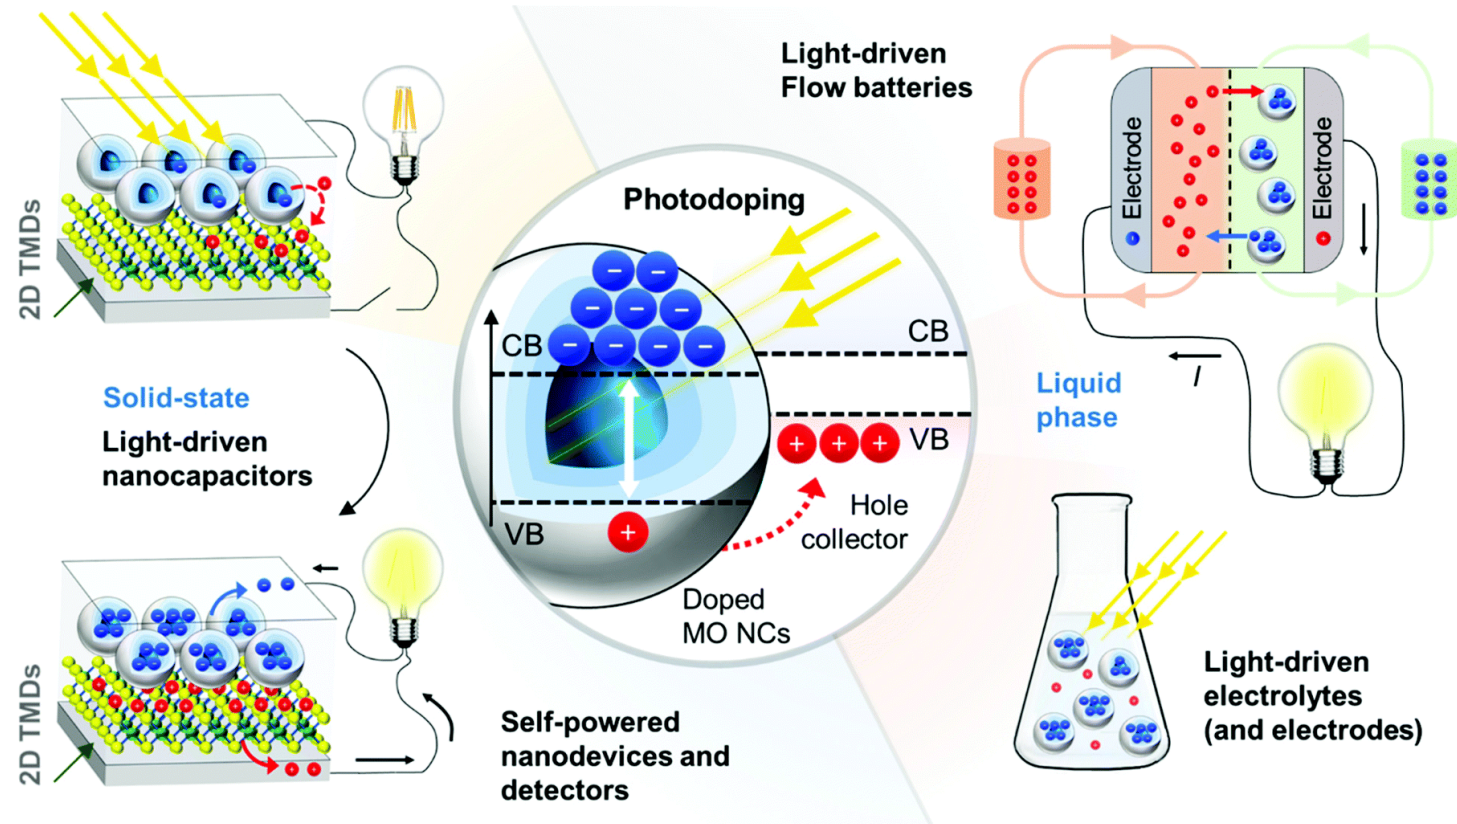 Light-driven
Flow batteries
Electrode
Electrode
2D TMDs
Photodoping
CB
CB
VB
VB
Hole
collector
Doped
MO NCs
Solid-state
Light-driven
nanocapacitors
I
Liquid
phase
2D TMDs
Self-powered
nanodevices and
detectors
Light-driven
electrolytes
(and electrodes)